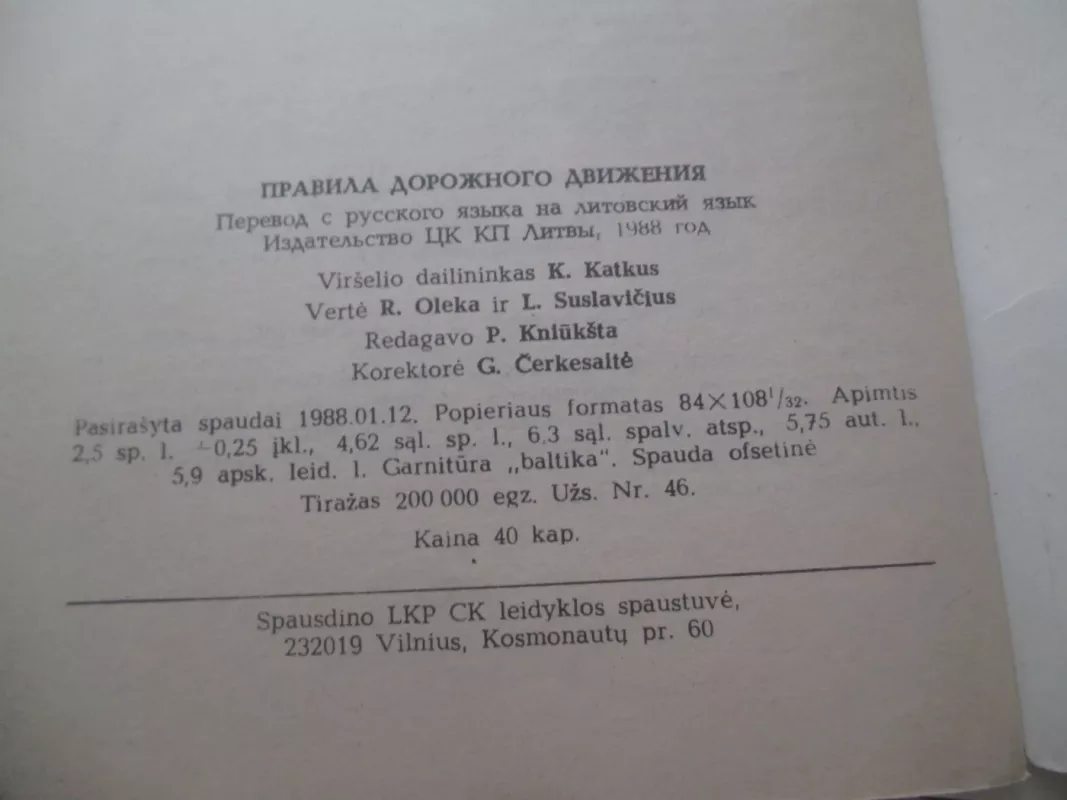 ПРАВИЛА ДОРОЖНОГО ДВИЖЕНИЯ
Перевод с русского языка на литовский язык
Издательство ЦК КП Литвы, 1988 год
Viršelio dailininkas K. Katkus
Vertė R. Oleka ir L. Suslavičius
Redagavo P. Kniūkšta
Korektorė G. Čerkesaitė
Pasirašyta spaudai 1988.01.12. Popieriaus formatas 84×108¹/₃₂. Apimtis
2,5 sp. l. +0,25 įkl., 4,62 sąl. sp. l., 6,3 sąl. spalv. atsp., 5,75 aut. l.,
5,9 apsk. leid. l. Garnitūra „baltika“. Spauda ofsetinė
Tiražas 200 000 egz. Užs. Nr. 46.
Kaina 40 kap.
Spausdino LKP CK leidyklos spaustuvė,
232019 Vilnius, Kosmonautų pr. 60